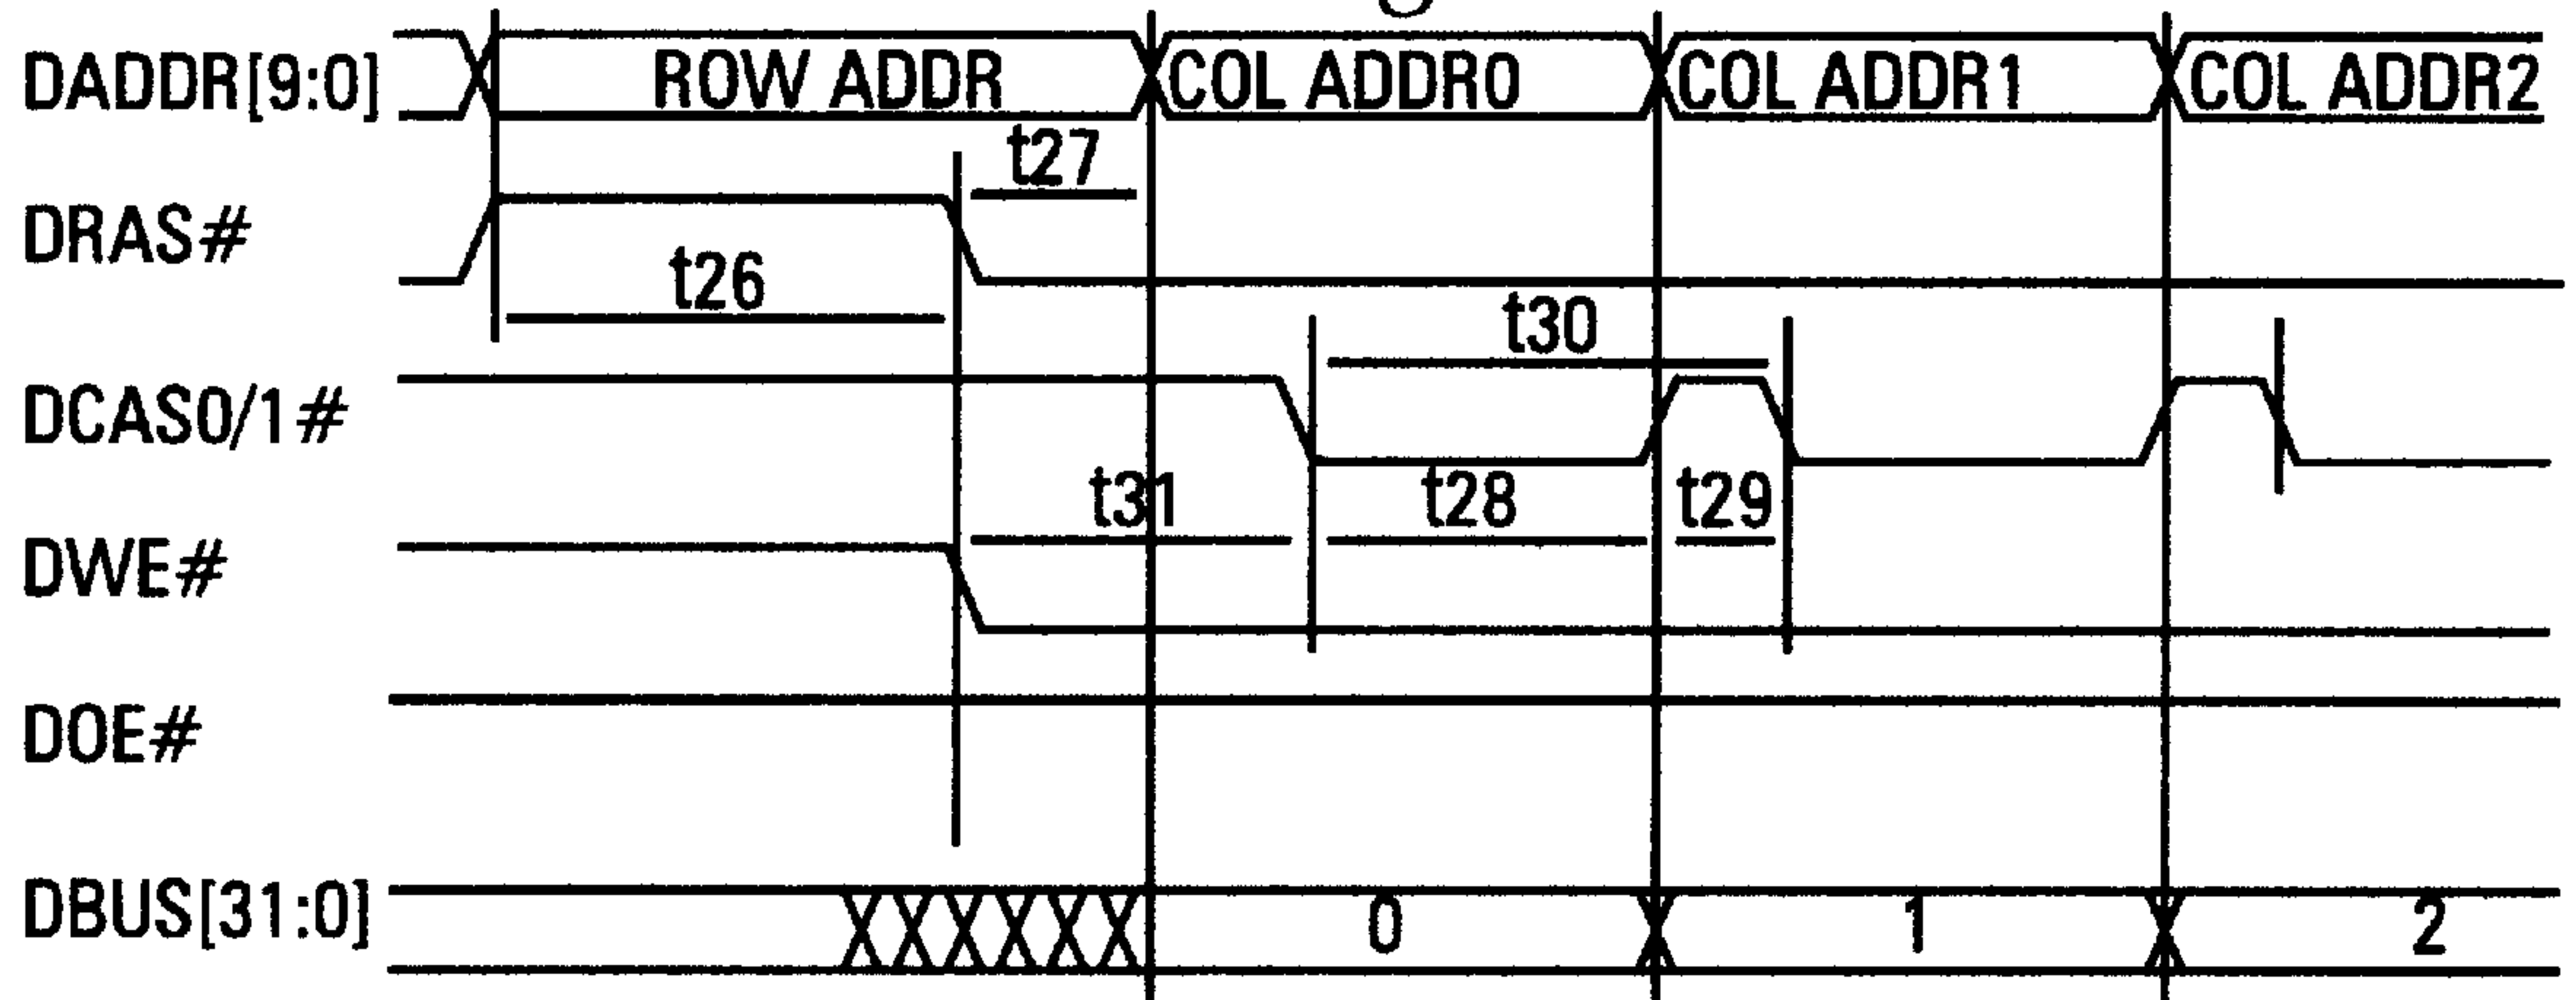 DADDR[9:0] ROW ADDR COL ADDR0 COL ADDR1 COL ADDR2
t27
DRAS#
t26
t30
DCAS0/1#
t31 t28 t29
DWE#
DOE#
DBUS[31:0] 0 1 2